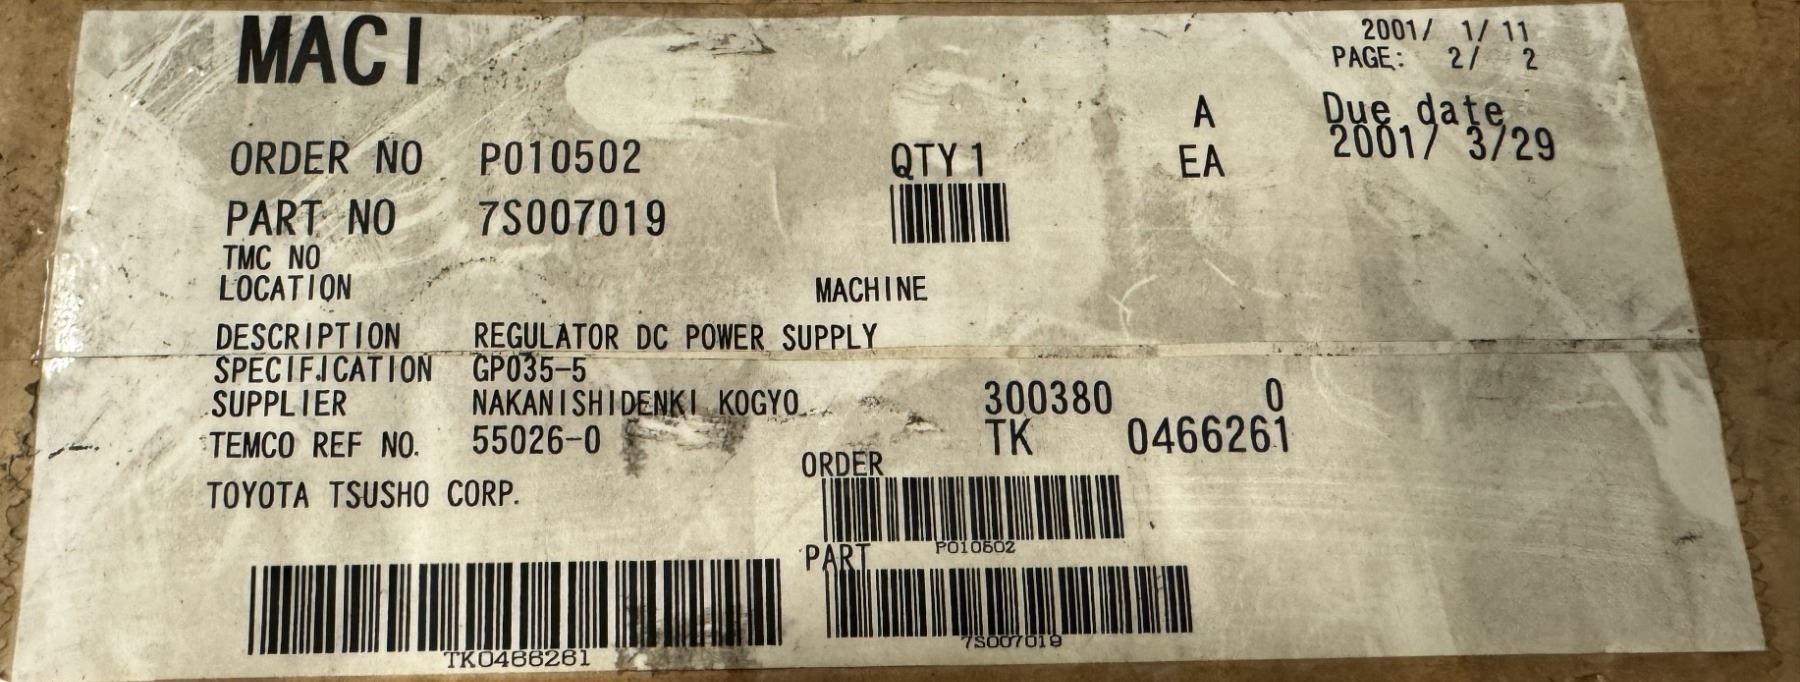 MACI
2001/ 1/ 11
PAGE: 2/ 2
A
Due date
ORDER NO P010502 QTY 1 EA 2001/ 3/29
PART NO 7S007019
TMC NO
LOCATION MACHINE
DESCRIPTION REGULATOR DC POWER SUPPLY
SPECIFICATION GP035-5
SUPPLIER NAKANISHIDENKI KOGYO 300380 0
TEMCO REF NO. 55026-0 TK 0466261
ORDER
TOYOTA TSUSHO CORP.
P010502
PART
7S007019
TK0466261